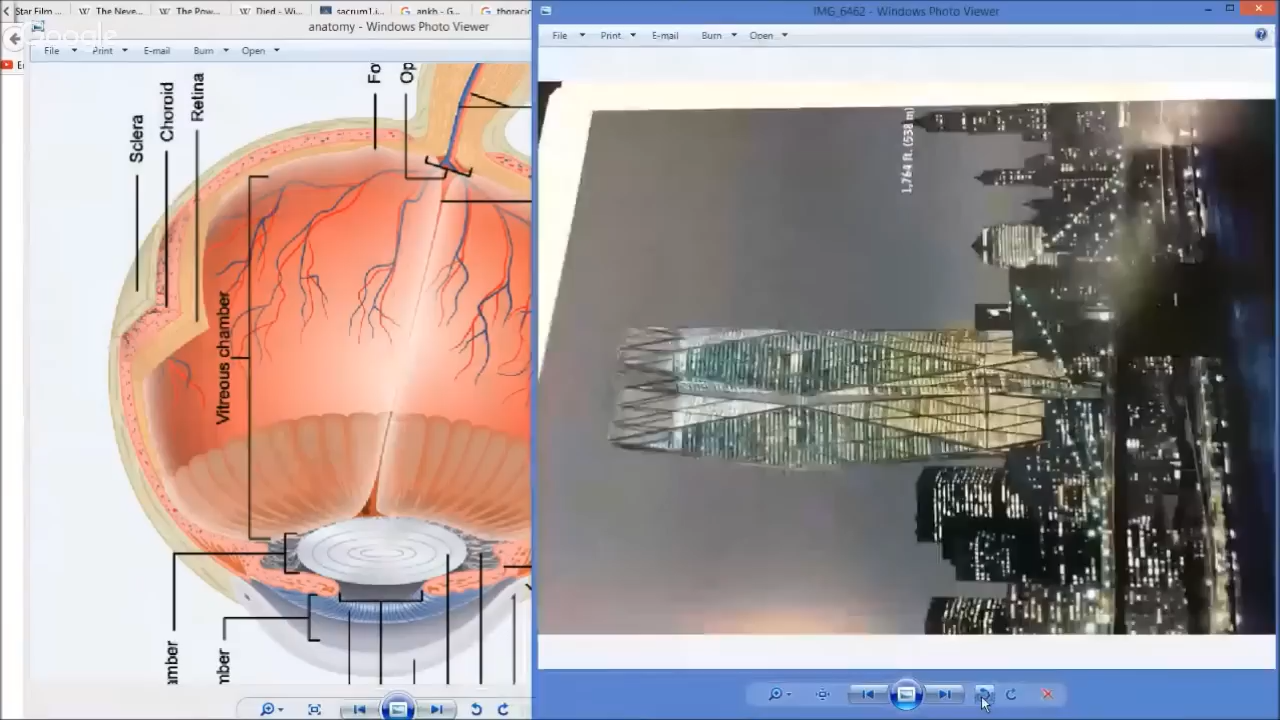 Star Film ...
The Neve...
The Pow...
Died - Wi...
sacrum1.j...
ankh - G...
thoracic
IMG_6462 - Windows Photo Viewer
Google
anatomy - Windows Photo Viewer
File Print E-mail Burn Open
File Print E-mail Burn Open
Sclera
Choroid
Retina
Fo
Op
Vitreous chamber
mber
mber
1,764 ft. (538 m)